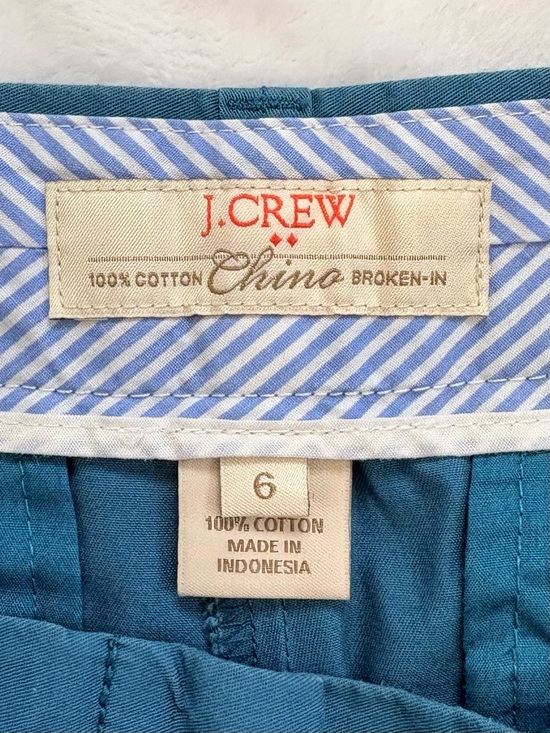 J.CREW
100% COTTON Chino BROKEN-IN
6
100% COTTON
MADE IN
INDONESIA